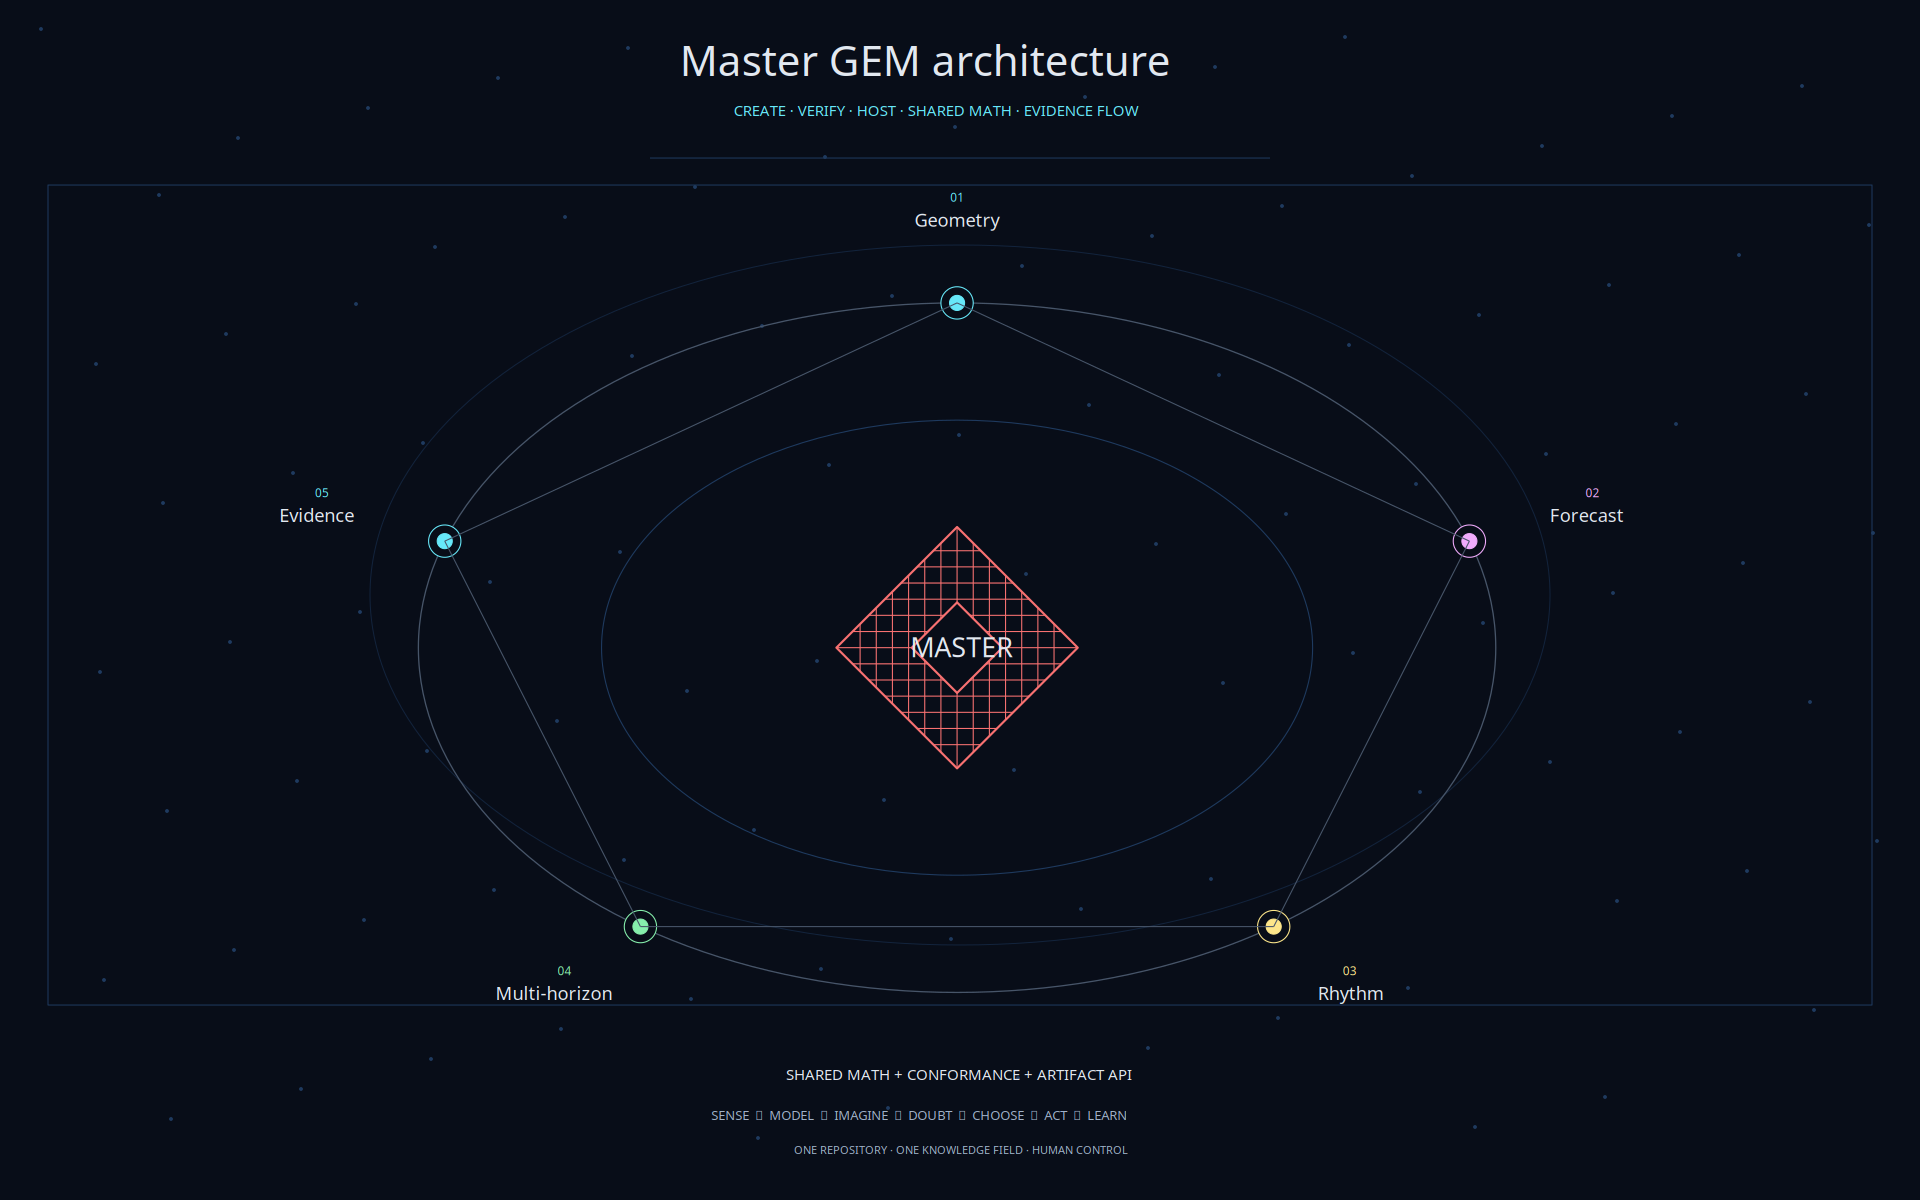 Master GEM architecture
CREATE · VERIFY · HOST · SHARED MATH · EVIDENCE FLOW
01
Geometry
05
Evidence
02
Forecast
MASTER
04
Multi-horizon
03
Rhythm
SHARED MATH + CONFORMANCE + ARTIFACT API
SENSE ▯ MODEL ▯ IMAGINE ▯ DOUBT ▯ CHOOSE ▯ ACT ▯ LEARN
ONE REPOSITORY · ONE KNOWLEDGE FIELD · HUMAN CONTROL